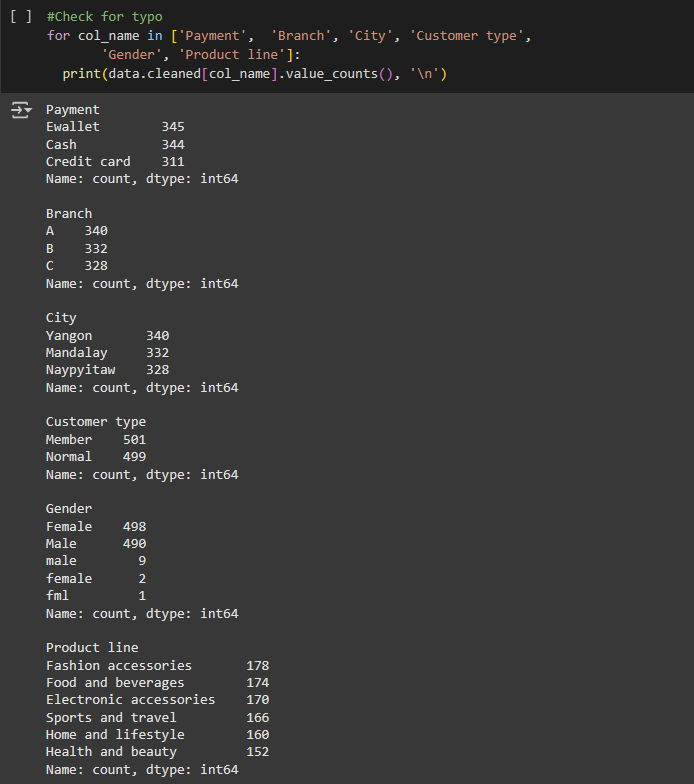 [ ] #Check for typo
for col_name in ['Payment',  'Branch', 'City', 'Customer type',
'Gender', 'Product line']:
print(data.cleaned[col_name].value_counts(), '\n')
Payment
Ewallet        345
Cash           344
Credit card    311
Name: count, dtype: int64
Branch
A    340
B    332
C    328
Name: count, dtype: int64
City
Yangon       340
Mandalay     332
Naypyitaw    328
Name: count, dtype: int64
Customer type
Member    501
Normal    499
Name: count, dtype: int64
Gender
Female    498
Male      490
male        9
female      2
fml         1
Name: count, dtype: int64
Product line
Fashion accessories       178
Food and beverages        174
Electronic accessories    170
Sports and travel         166
Home and lifestyle        160
Health and beauty         152
Name: count, dtype: int64